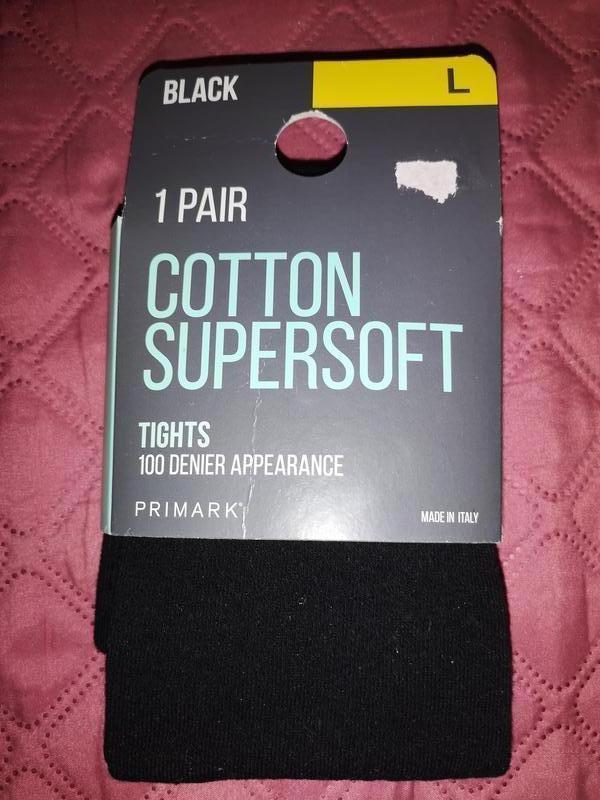 BLACK
L
1 PAIR
COTTON
SUPERSOFT
TIGHTS
100 DENIER APPEARANCE
PRIMARK®
MADE IN ITALY